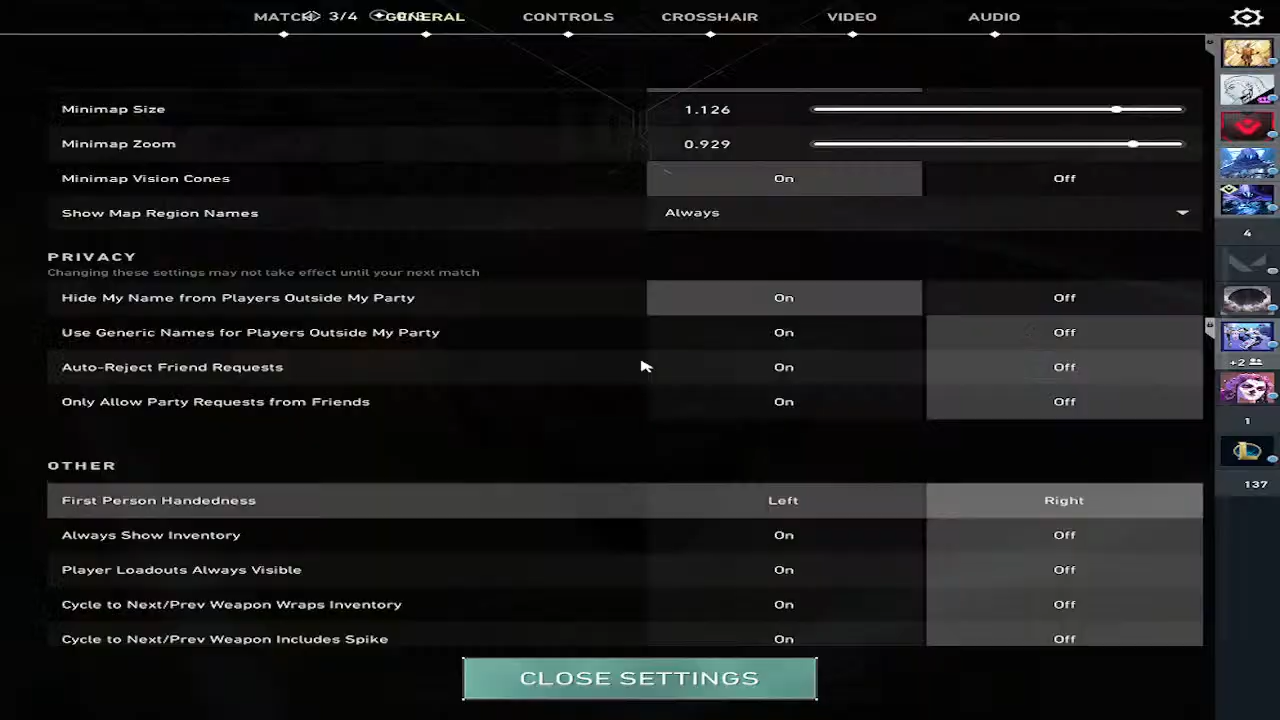 MATCH 3/4 GENERAL CONTROLS CROSSHAIR VIDEO AUDIO
Minimap Size 1.126
Minimap Zoom 0.929
Minimap Vision Cones On Off
Show Map Region Names Always
PRIVACY
Changing these settings may not take effect until your next match
Hide My Name from Players Outside My Party On Off
Use Generic Names for Players Outside My Party On Off
Auto-Reject Friend Requests On Off
Only Allow Party Requests from Friends On Off
OTHER
First Person Handedness Left Right
Always Show Inventory On Off
Player Loadouts Always Visible On Off
Cycle to Next/Prev Weapon Wraps Inventory On Off
Cycle to Next/Prev Weapon Includes Spike On Off
CLOSE SETTINGS
4
+2
1
137